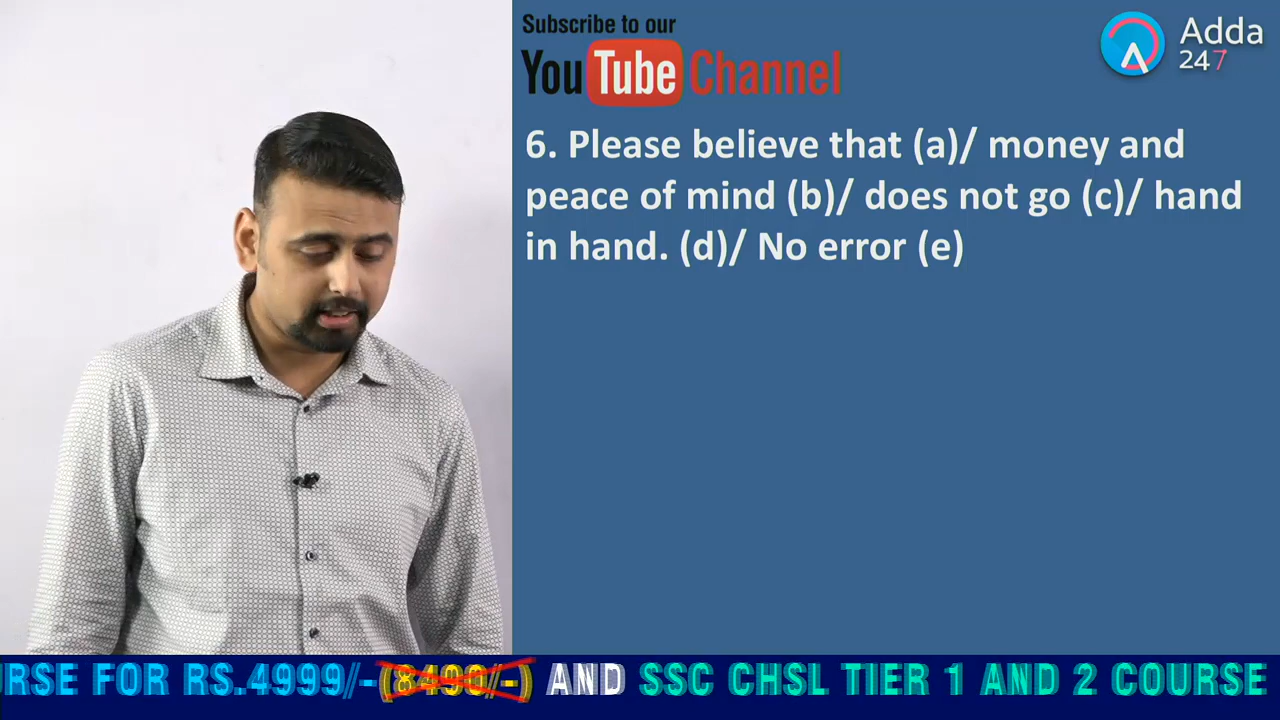 Subscribe to our
YouTube Channel
Adda
247
6. Please believe that (a)/ money and
peace of mind (b)/ does not go (c)/ hand
in hand. (d)/ No error (e)
URSE FOR RS.4999/-(8490/-) AND SSC CHSL TIER 1 AND 2 COURSE